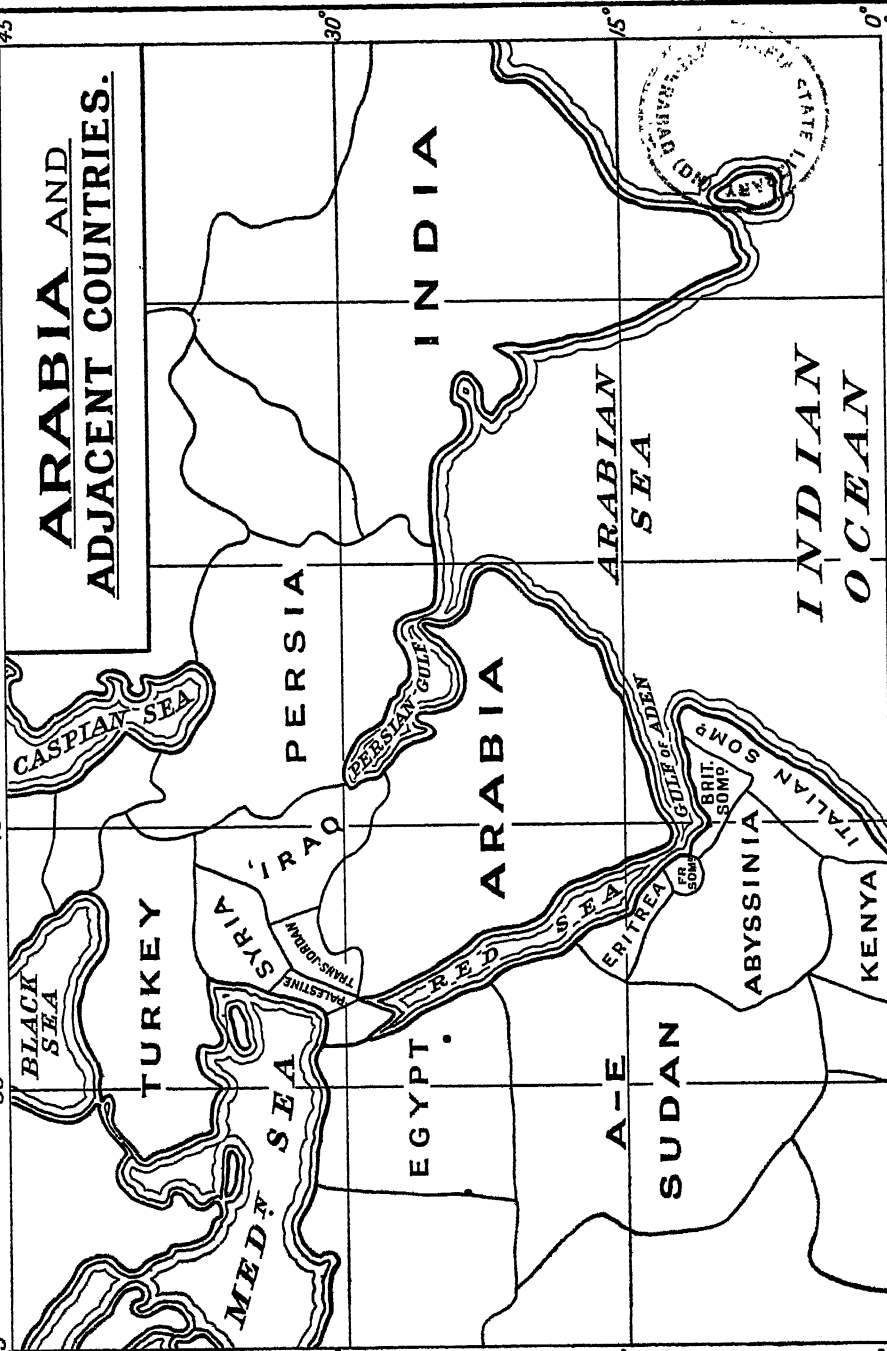 ARABIA AND
ADJACENT COUNTRIES.
45
30°
15°
0°
BLACK
SEA
CASPIAN SEA
TURKEY
MEDN. SEA
SYRIA
PALESTINE
TRANS-JORDAN
'IRAQ
PERSIA
PERSIAN GULF
INDIA
EGYPT
RED SEA
ARABIA
ARABIAN
SEA
A-E
SUDAN
ERITREA
FR
SOMD
GULF OF ADEN
BRIT.
SOMD
ITALIAN SOMD
ABYSSINIA
KENYA
INDIAN
OCEAN
STATE